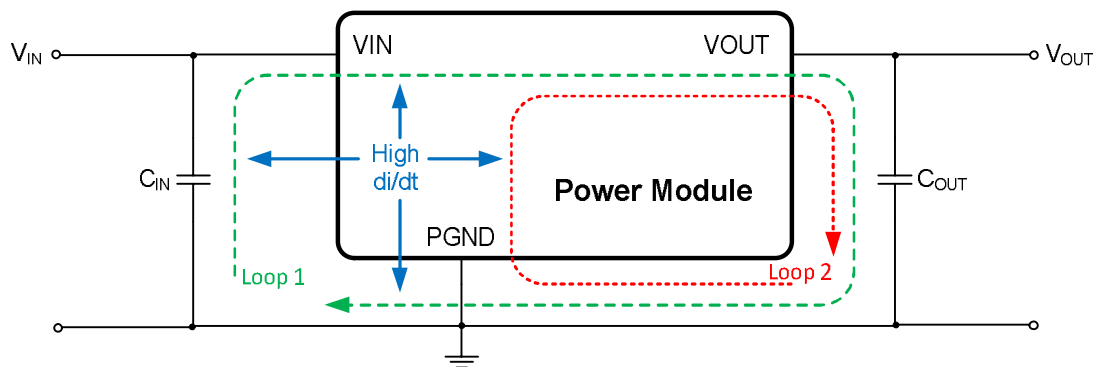 VIN
VIN
VOUT
VOUT
High
di/dt
CIN
COUT
Power Module
PGND
Loop 1
Loop 2